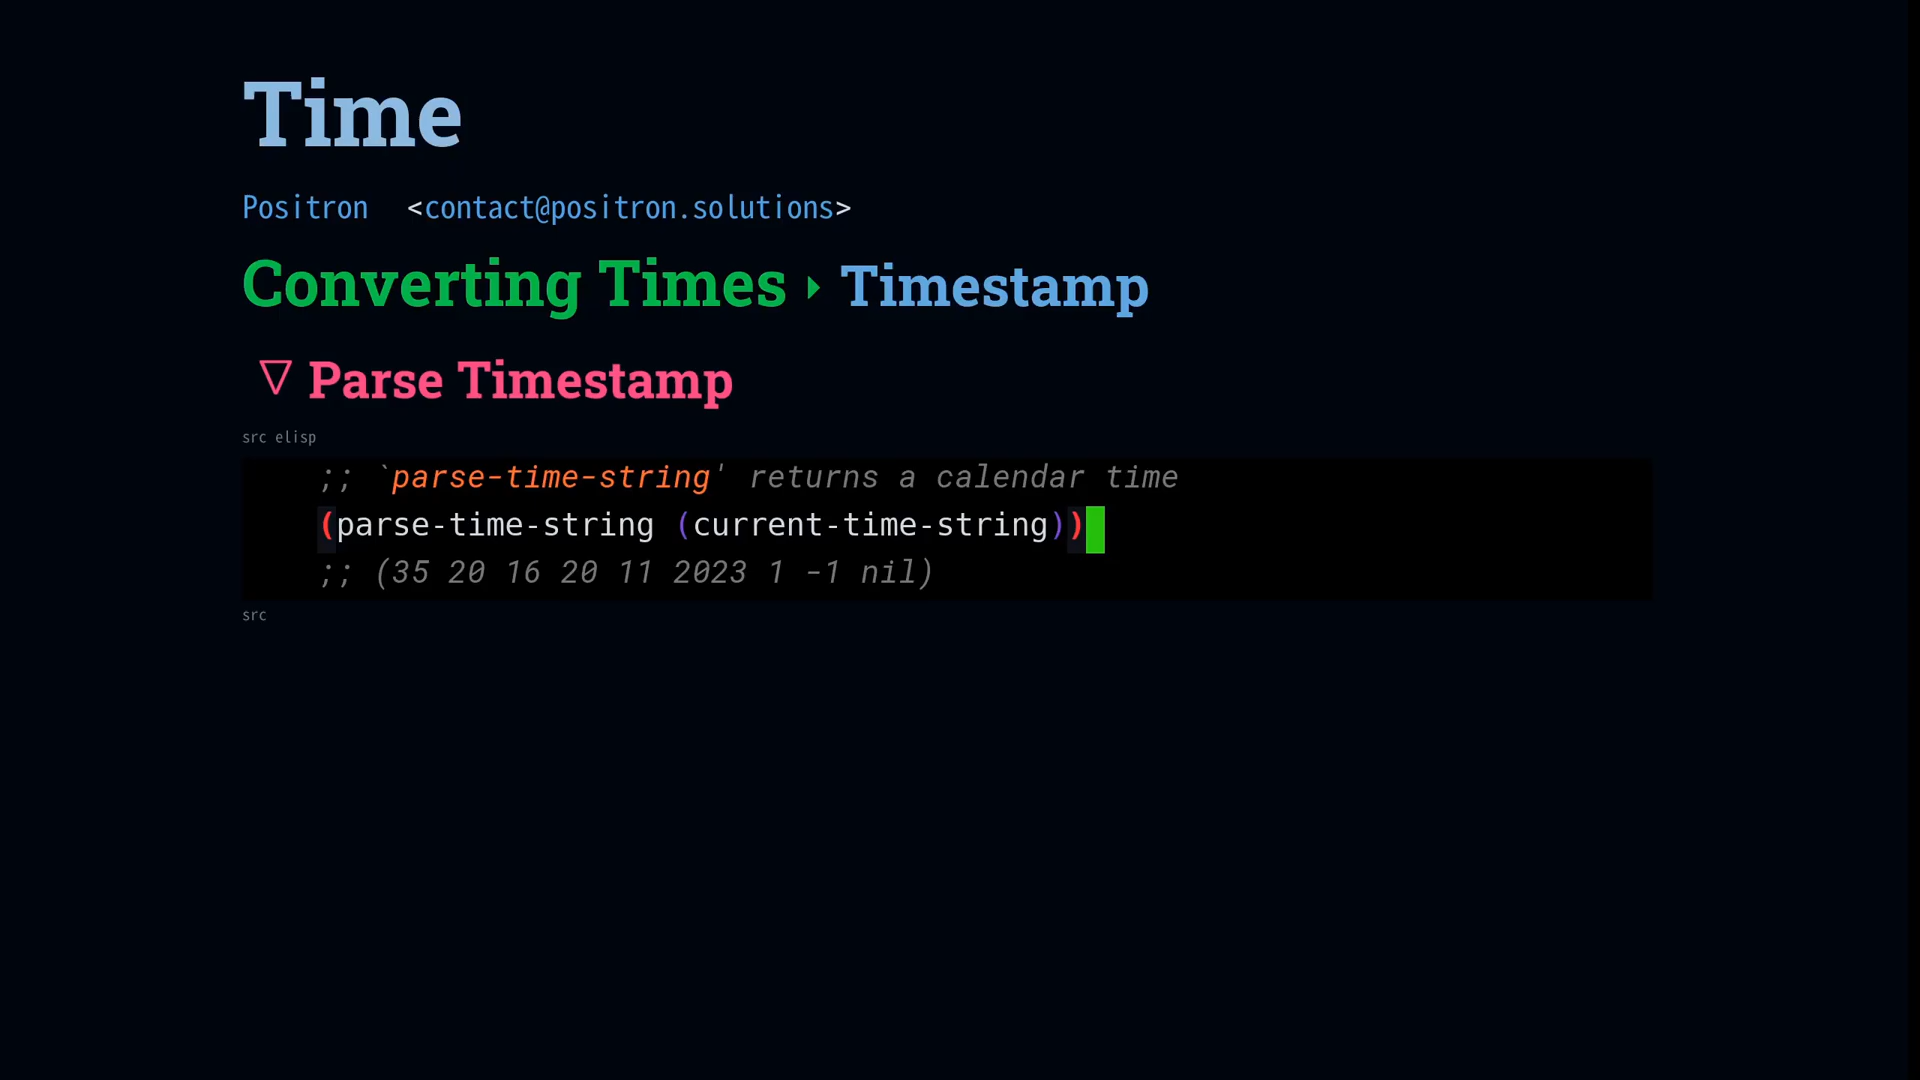 Time
Positron <contact@positron.solutions>
Converting Times ▸ Timestamp
▽ Parse Timestamp
src elisp
;; `parse-time-string' returns a calendar time
(parse-time-string (current-time-string))
;; (35 20 16 20 11 2023 1 -1 nil)
src